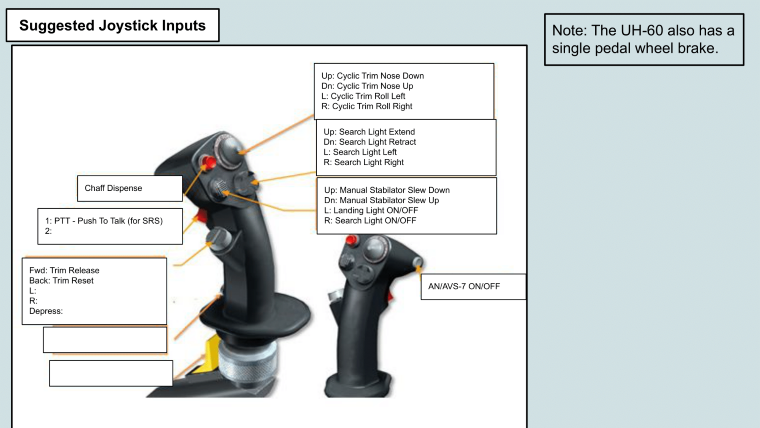 Suggested Joystick Inputs
Note: The UH-60 also has a
single pedal wheel brake.
Up: Cyclic Trim Nose Down
Dn: Cyclic Trim Nose Up
L: Cyclic Trim Roll Left
R: Cyclic Trim Roll Right
Up: Search Light Extend
Dn: Search Light Retract
L: Search Light Left
R: Search Light Right
Chaff Dispense
Up: Manual Stabilator Slew Down
Dn: Manual Stabilator Slew Up
L: Landing Light ON/OFF
R: Search Light ON/OFF
1: PTT - Push To Talk (for SRS)
2:
Fwd: Trim Release
Back: Trim Reset
L:
R:
Depress:
AN/AVS-7 ON/OFF